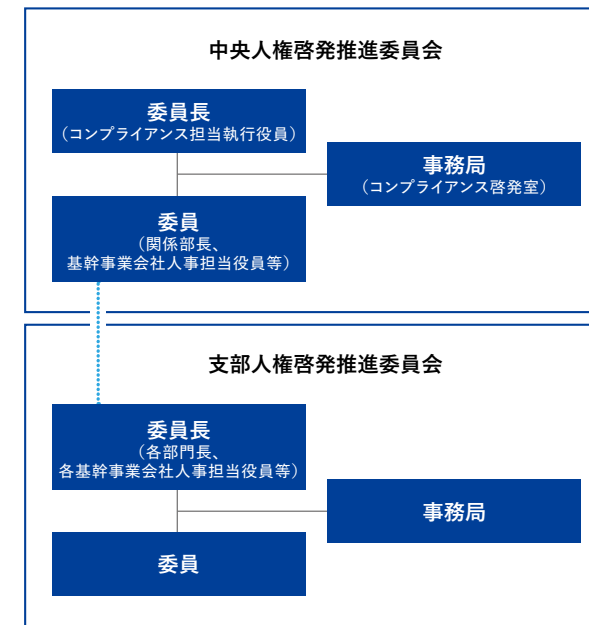 中央人権啓発推進委員会
委員長
（コンプライアンス担当執行役員）
事務局
（コンプライアンス啓発室）
委員
（関係部長、
基幹事業会社人事担当役員等）
支部人権啓発推進委員会
委員長
（各部門長、
各基幹事業会社人事担当役員等）
事務局
委員